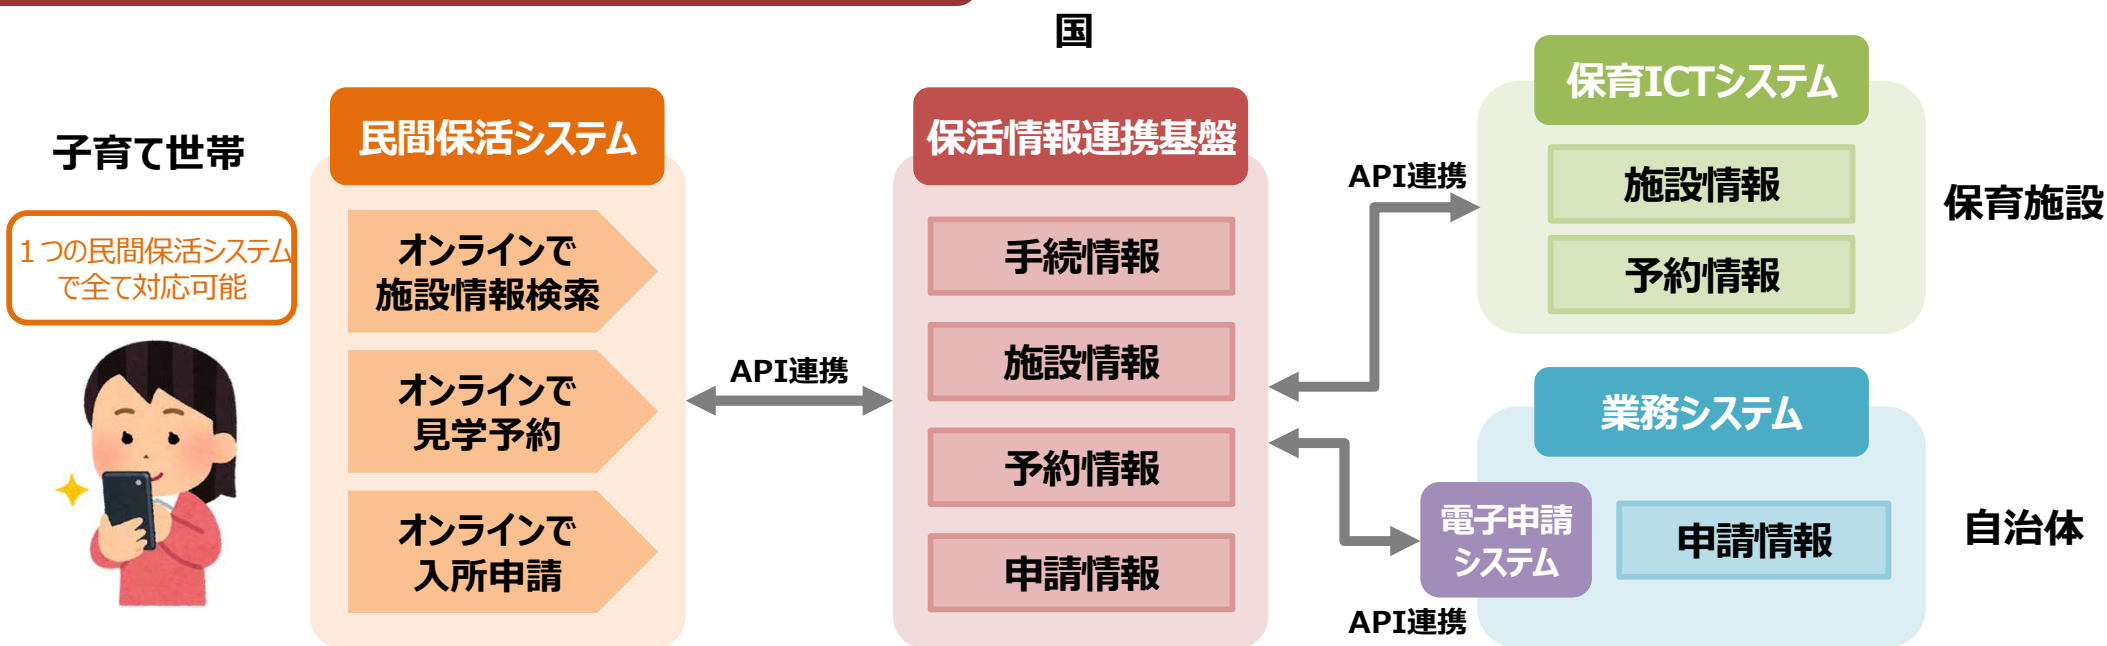 国
子育て世帯
１つの民間保活システム
で全て対応可能
民間保活システム
オンラインで
施設情報検索
オンラインで
見学予約
オンラインで
入所申請
API連携
保活情報連携基盤
手続情報
施設情報
予約情報
申請情報
API連携
保育ICTシステム
施設情報
予約情報
保育施設
業務システム
電子申請
システム
申請情報
API連携
自治体